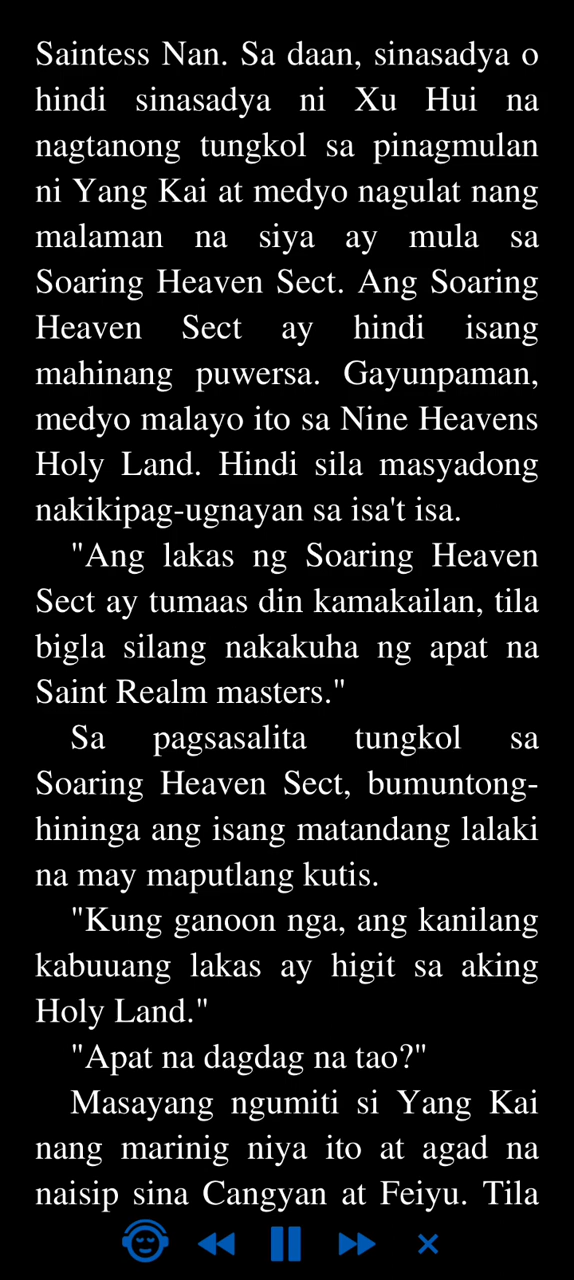 Saintess Nan. Sa daan, sinasadya o
hindi sinasadya ni Xu Hui na
nagtanong tungkol sa pinagmulan
ni Yang Kai at medyo nagulat nang
malaman na siya ay mula sa
Soaring Heaven Sect. Ang Soaring
Heaven Sect ay hindi isang
mahinang puwersa. Gayunpaman,
medyo malayo ito sa Nine Heavens
Holy Land. Hindi sila masyadong
nakikipag-ugnayan sa isa't isa.
"Ang lakas ng Soaring Heaven
Sect ay tumaas din kamakailan, tila
bigla silang nakakuha ng apat na
Saint Realm masters."
Sa pagsasalita tungkol sa
Soaring Heaven Sect, bumuntong-
hininga ang isang matandang lalaki
na may maputlang kutis.
"Kung ganoon nga, ang kanilang
kabuuang lakas ay higit sa aking
Holy Land."
"Apat na dagdag na tao?"
Masayang ngumiti si Yang Kai
nang marinig niya ito at agad na
naisip sina Cangyan at Feiyu. Tila